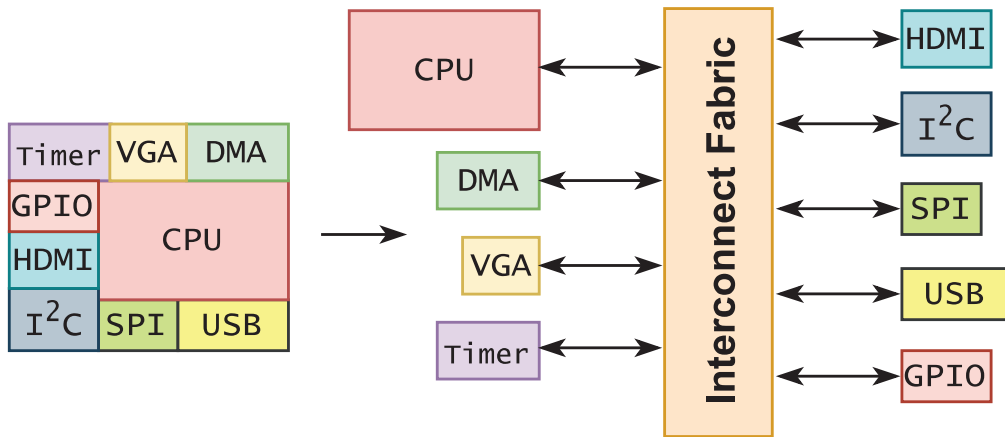 Timer VGA DMA
GPIO
CPU
HDMI
I²C SPI USB
CPU
DMA
VGA
Timer
Interconnect Fabric
HDMI
I²C
SPI
USB
GPIO